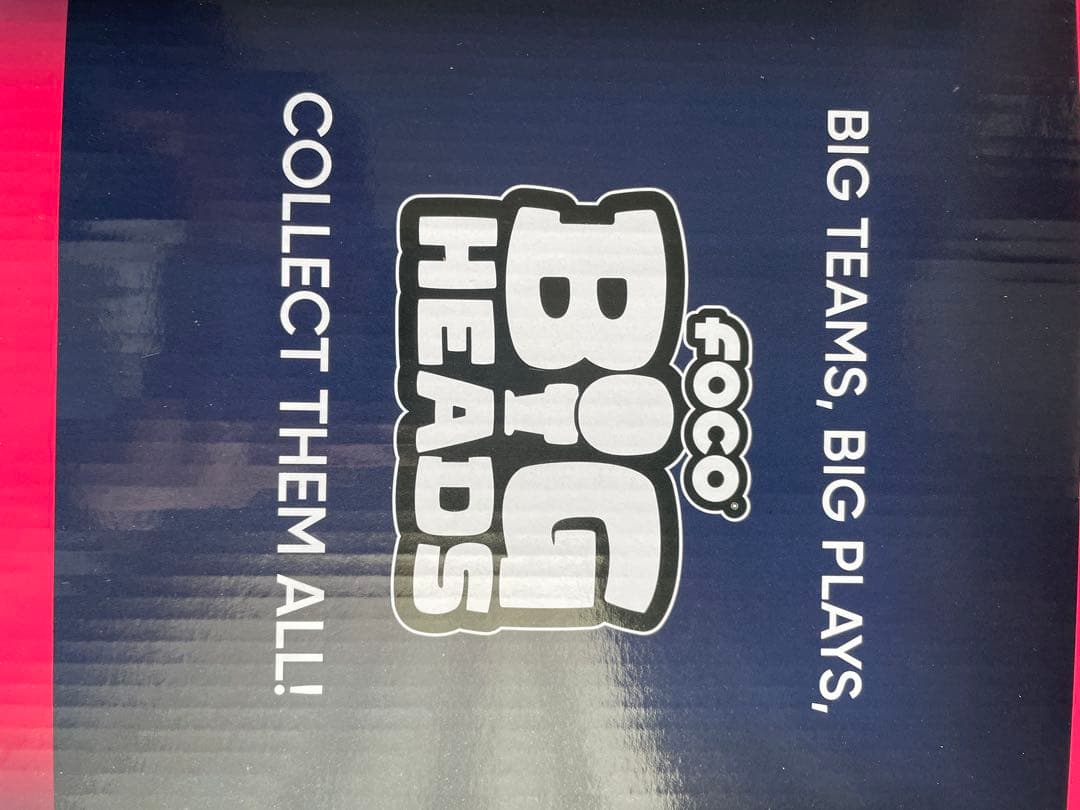 BIG TEAMS, BIG PLAYS,
FOCO®
BIG
HEADS
COLLECT THEM ALL!